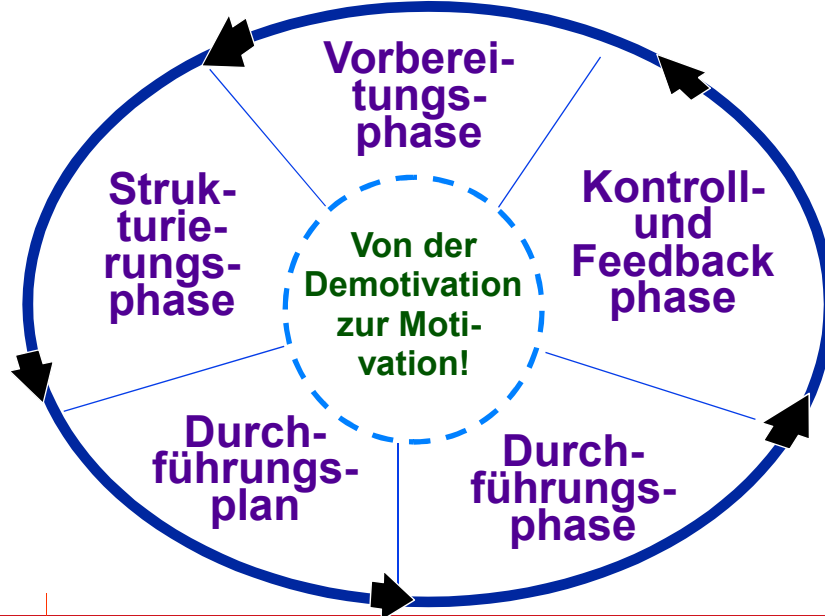 Vorberei-
tungs-
phase
Struk-
turie-
rungs-
phase
Kontroll-
und
Feedback
phase
Von der
Demotivation
zur Moti-
vation!
Durch-
führungs-
plan
Durch-
führungs-
phase